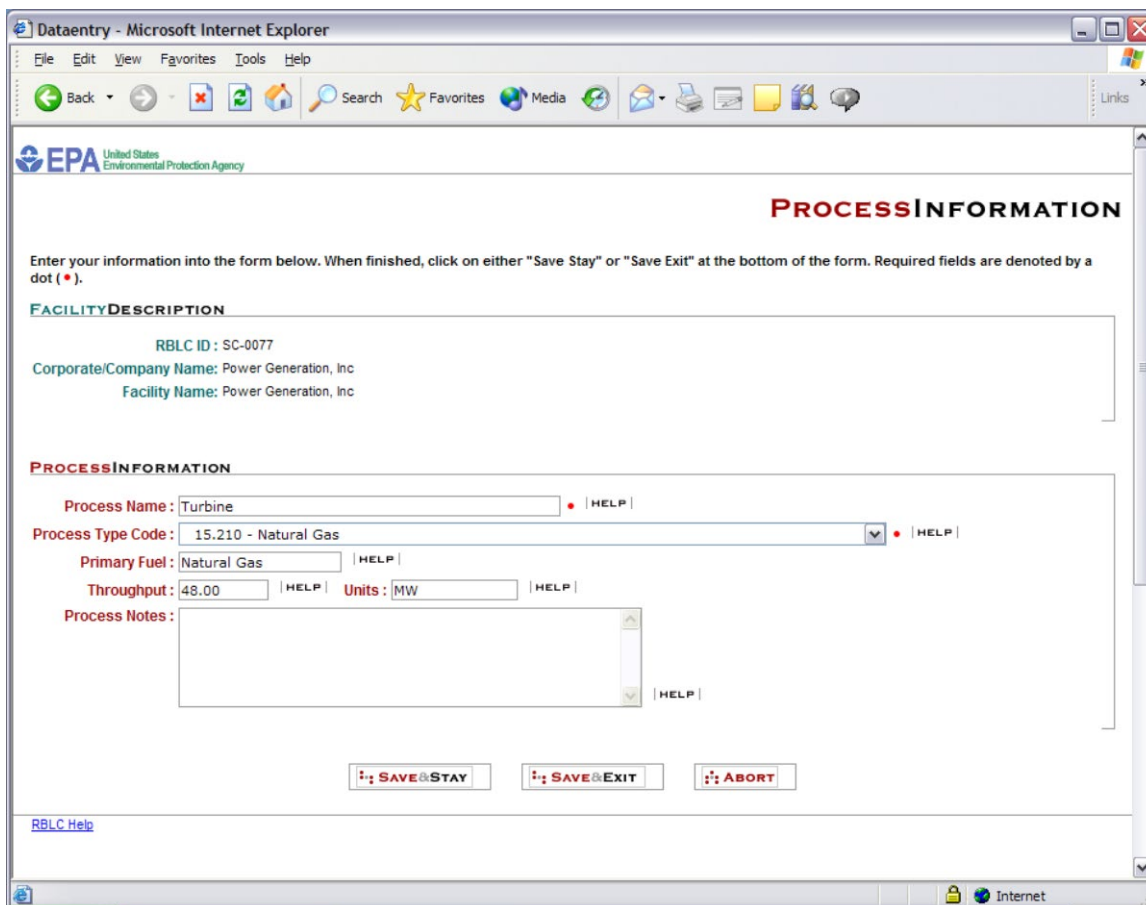 Dataentry - Microsoft Internet Explorer
File Edit View Favorites Tools Help
Back Search Favorites Media Links
EPA United States
Environmental Protection Agency
PROCESSINFORMATION
Enter your information into the form below. When finished, click on either "Save Stay" or "Save Exit" at the bottom of the form. Required fields are denoted by a
dot ( • ).
FACILITYDESCRIPTION
RBLC ID : SC-0077
Corporate/Company Name: Power Generation, Inc
Facility Name: Power Generation, Inc
PROCESSINFORMATION
Process Name : Turbine • |HELP|
Process Type Code : 15.210 - Natural Gas • |HELP|
Primary Fuel : Natural Gas |HELP|
Throughput : 48.00 |HELP| Units : MW |HELP|
Process Notes :
|HELP|
SAVE&STAY SAVE&EXIT ABORT
RBLC Help
Internet